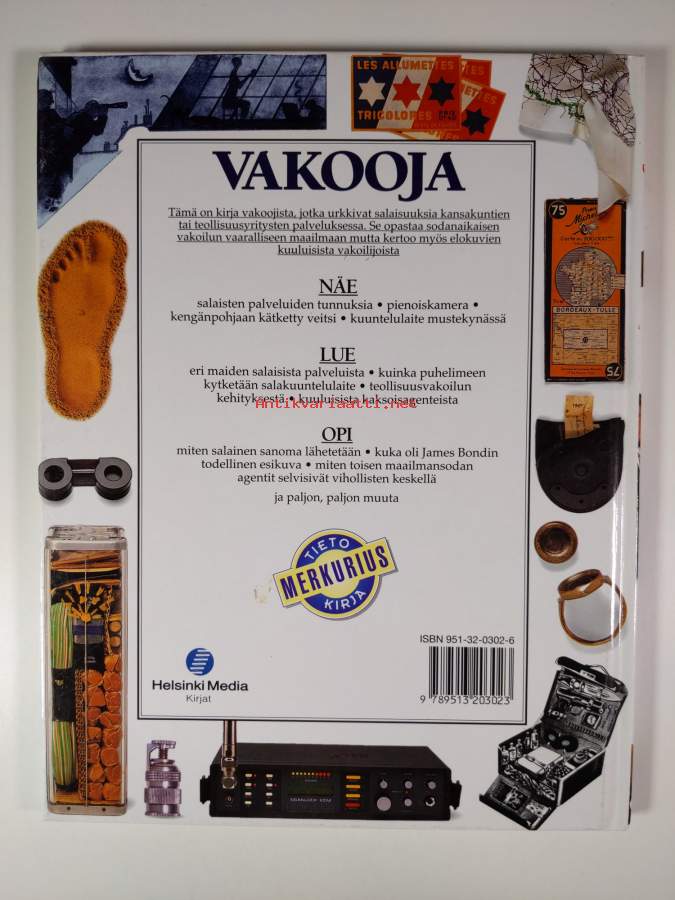 LES ALLUMETTES
TRICOLORES
VAKOOJA
Tämä on kirja vakoojista, jotka urkkivat salaisuuksia kansakuntien
tai teollisuusyritysten palveluksessa. Se opastaa sodanaikaisen
vakoilun vaaralliseen maailmaan mutta kertoo myös elokuvien
kuuluisista vakoilijoista
NÄE
salaisten palveluiden tunnuksia • pienoiskamera •
kengänpohjaan kätketty veitsi • kuuntelulaite mustekynässä
LUE
eri maiden salaisista palveluista • kuinka puhelimeen
kytketään salakuuntelulaite • teollisuusvakoilun
kehityksestä • kuuluisista kaksoisagenteista
Antikvariaatti.net
OPI
miten salainen sanoma lähetetään • kuka oli James Bondin
todellinen esikuva • miten toisen maailmansodan
agentit selvisivät vihollisten keskellä
ja paljon, paljon muuta
TIETO
MERKURIUS
KIRJA
ISBN 951-32-0302-6
9 789513 203023
Helsinki Media
Kirjat
75
BORDEAUX-TULLE
75